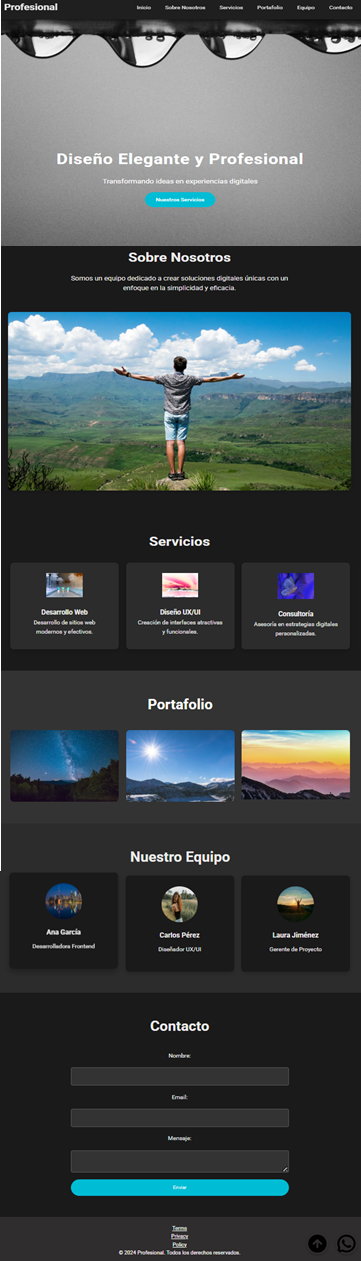 Profesional
Inicio Sobre Nosotros Servicios Portafolio Equipo Contacto
Diseño Elegante y Profesional
Transformando ideas en experiencias digitales
Nuestros Servicios
Sobre Nosotros
Somos un equipo dedicado a crear soluciones digitales únicas con un
enfoque en la simplicidad y eficacia.
Servicios
Desarrollo Web
Desarrollo de sitios web
modernos y efectivos.
Diseño UX/UI
Creación de interfaces atractivas
y funcionales.
Consultoría
Asesoría en estrategias digitales
personalizadas.
Portafolio
Nuestro Equipo
Ana García
Desarrolladora Frontend
Carlos Pérez
Diseñador UX/UI
Laura Jiménez
Gerente de Proyecto
Contacto
Nombre:
Email:
Mensaje:
Enviar
Terms
Privacy
Policy
© 2024 Profesional. Todos los derechos reservados.